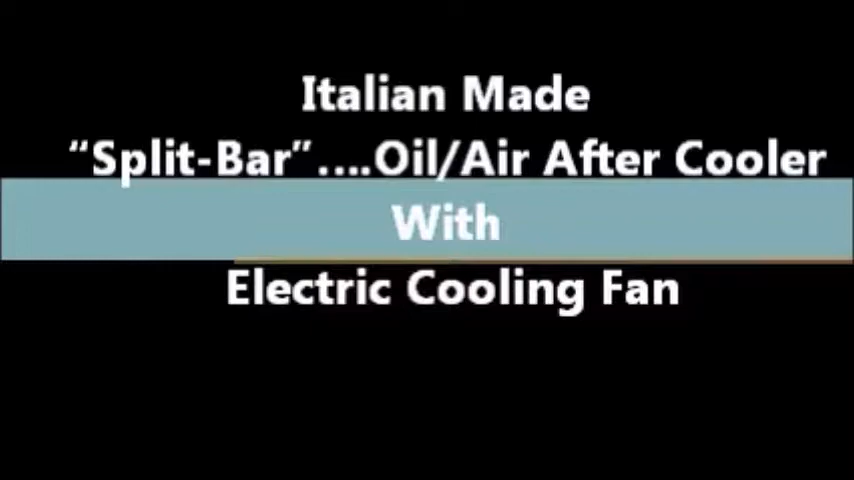 Italian Made
“Split-Bar”....Oil/Air After Cooler
With
Electric Cooling Fan